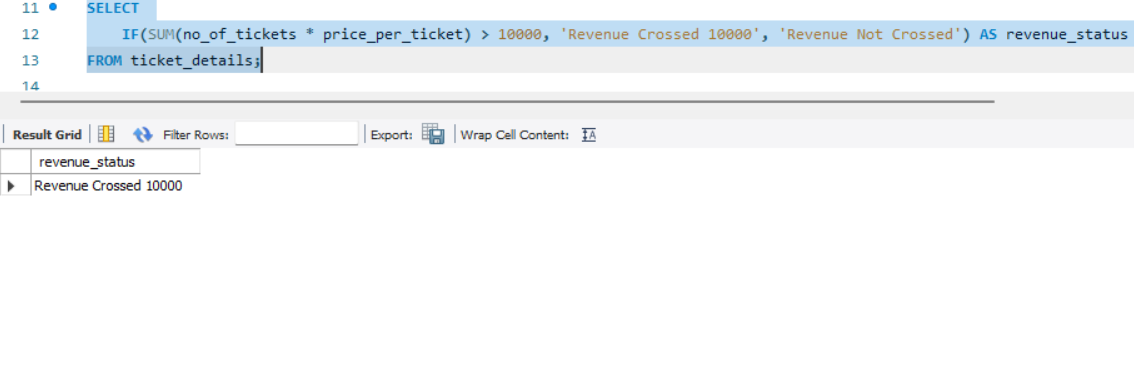 11 SELECT
12 IF(SUM(no_of_tickets * price_per_ticket) > 10000, 'Revenue Crossed 10000', 'Revenue Not Crossed') AS revenue_status
13 FROM ticket_details;
14
Result Grid Filter Rows: Export: Wrap Cell Content: IA
revenue_status
Revenue Crossed 10000